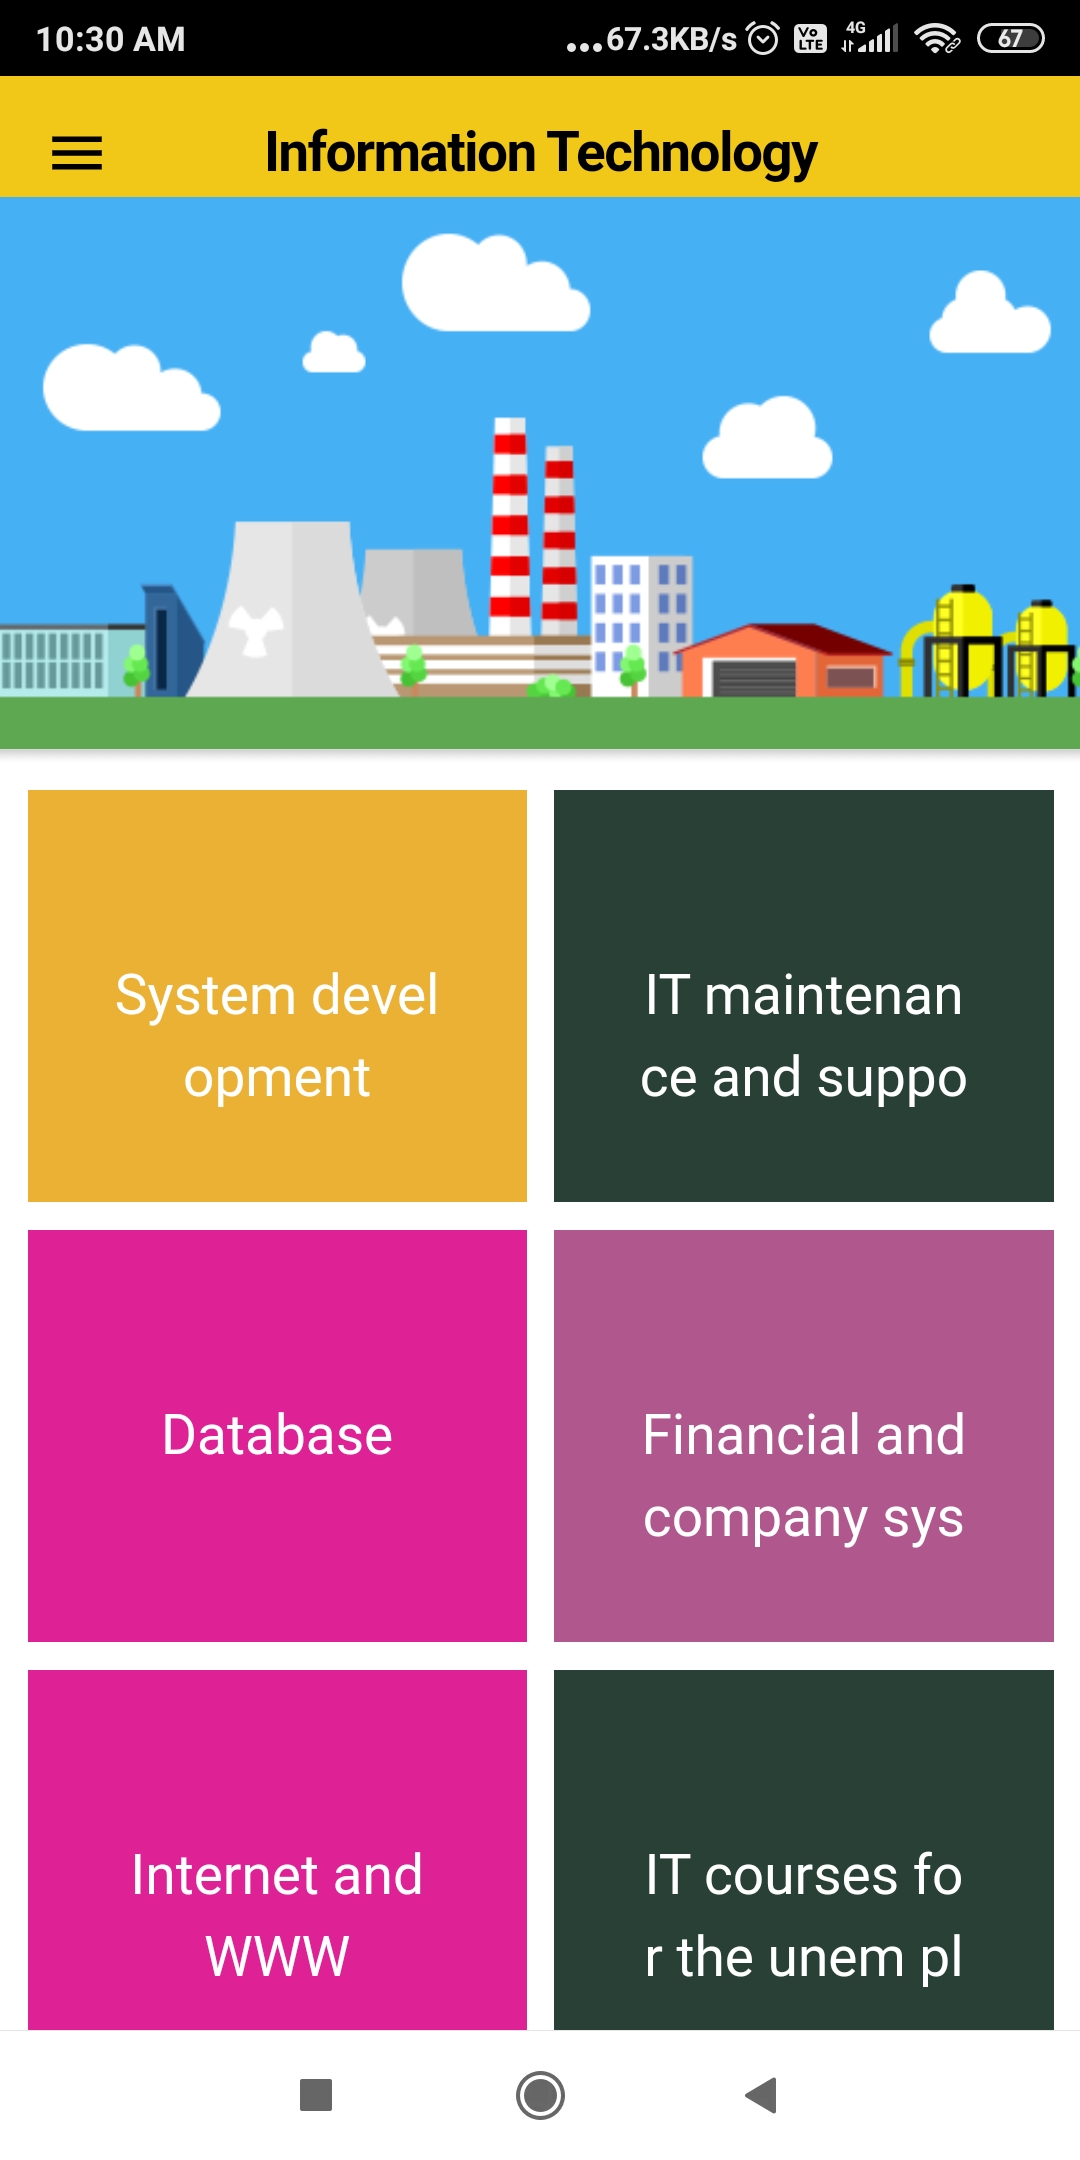 10:30 AM
...67.3KB/s
Vo LTE
4G
67
Information Technology
System devel
opment
IT maintenan
ce and suppo
Database
Financial and
company sys
Internet and
WWW
IT courses fo
r the unem pl